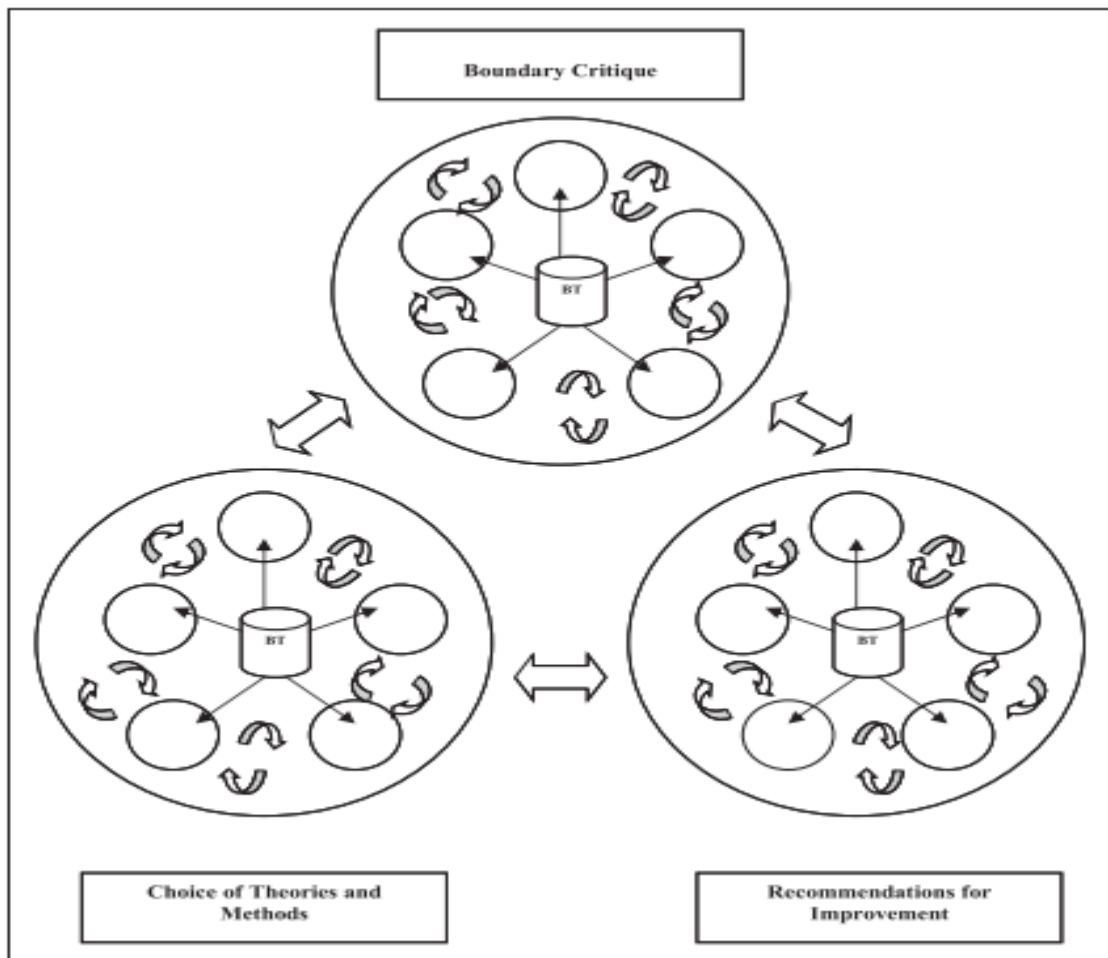 Boundary Critique
BT
BT
BT
Choice of Theories and
Methods
Recommendations for
Improvement